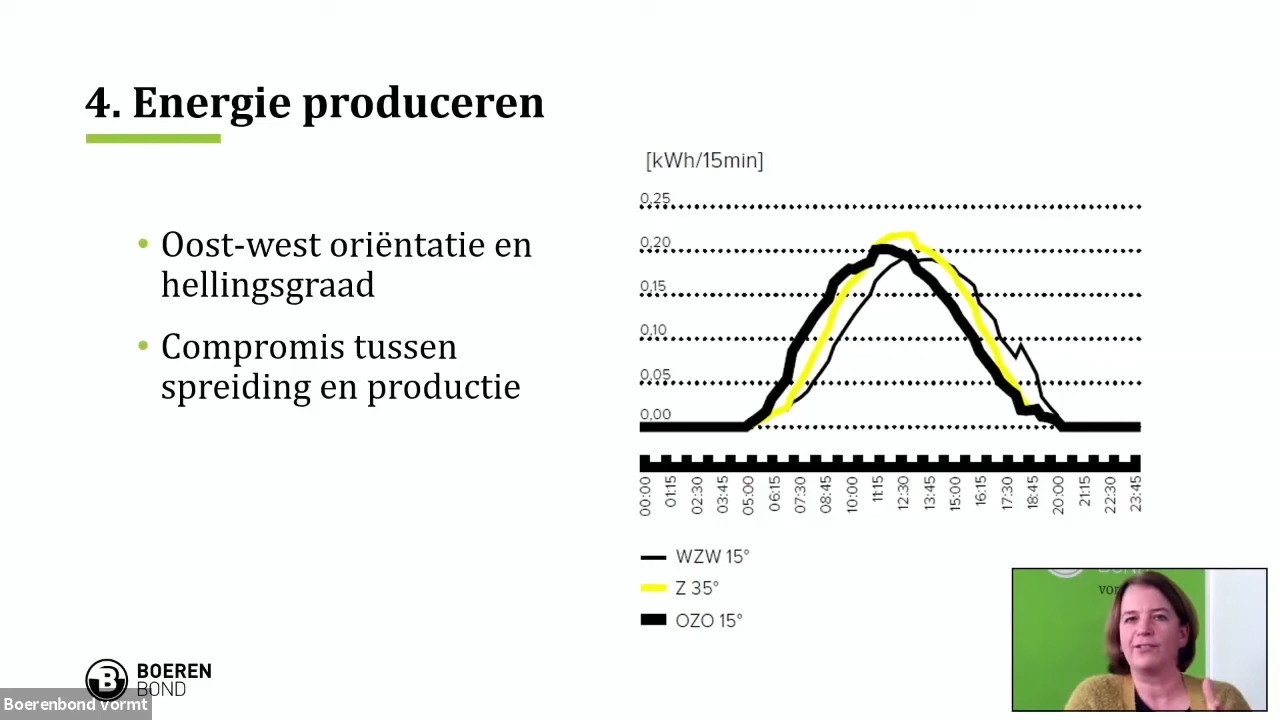 4. Energie produceren
• Oost-west oriëntatie en
hellingsgraad
• Compromis tussen
spreiding en productie
[kWh/15min]
0,25
0,20
0,15
0,10
0,05
0,00
00:00 01:15 02:30 03:45 05:00 06:15 07:30 08:45 10:00 11:15 12:30 13:45 15:00 16:15 17:30 18:45 20:00 21:15 22:30 23:45
WZW 15°
Z 35°
OZO 15°
B BOEREN
BOND
Boerenbond Vormt